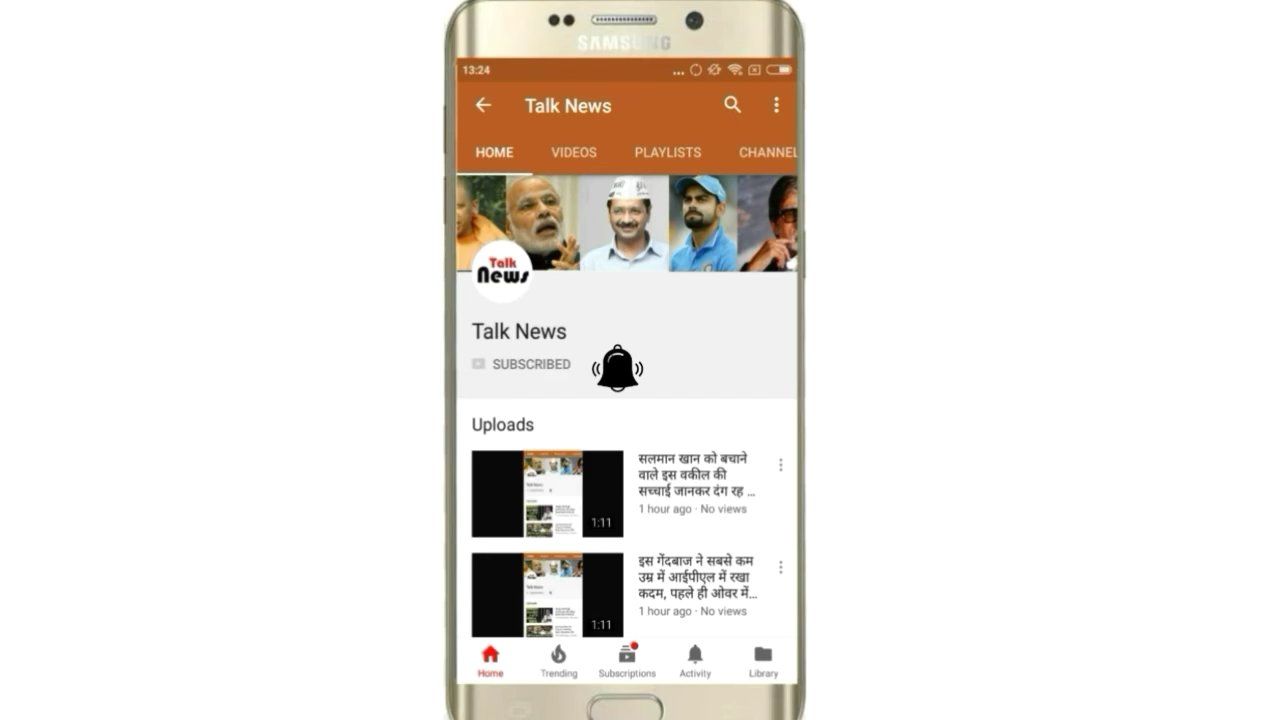 SAMSUNG
13:24
Talk News
HOME VIDEOS PLAYLISTS CHANNEL
Talk
News
Talk News
SUBSCRIBED
Uploads
सलमान खान को बचाने
वाले इस वकील की
सच्चाई जानकर दंग रह ...
1 hour ago · No views
1:11
इस गेंदबाज ने सबसे कम
उम्र में आईपीएल में रखा
कदम, पहले ही ओवर में...
1 hour ago · No views
1:11
Home Trending Subscriptions Activity Library